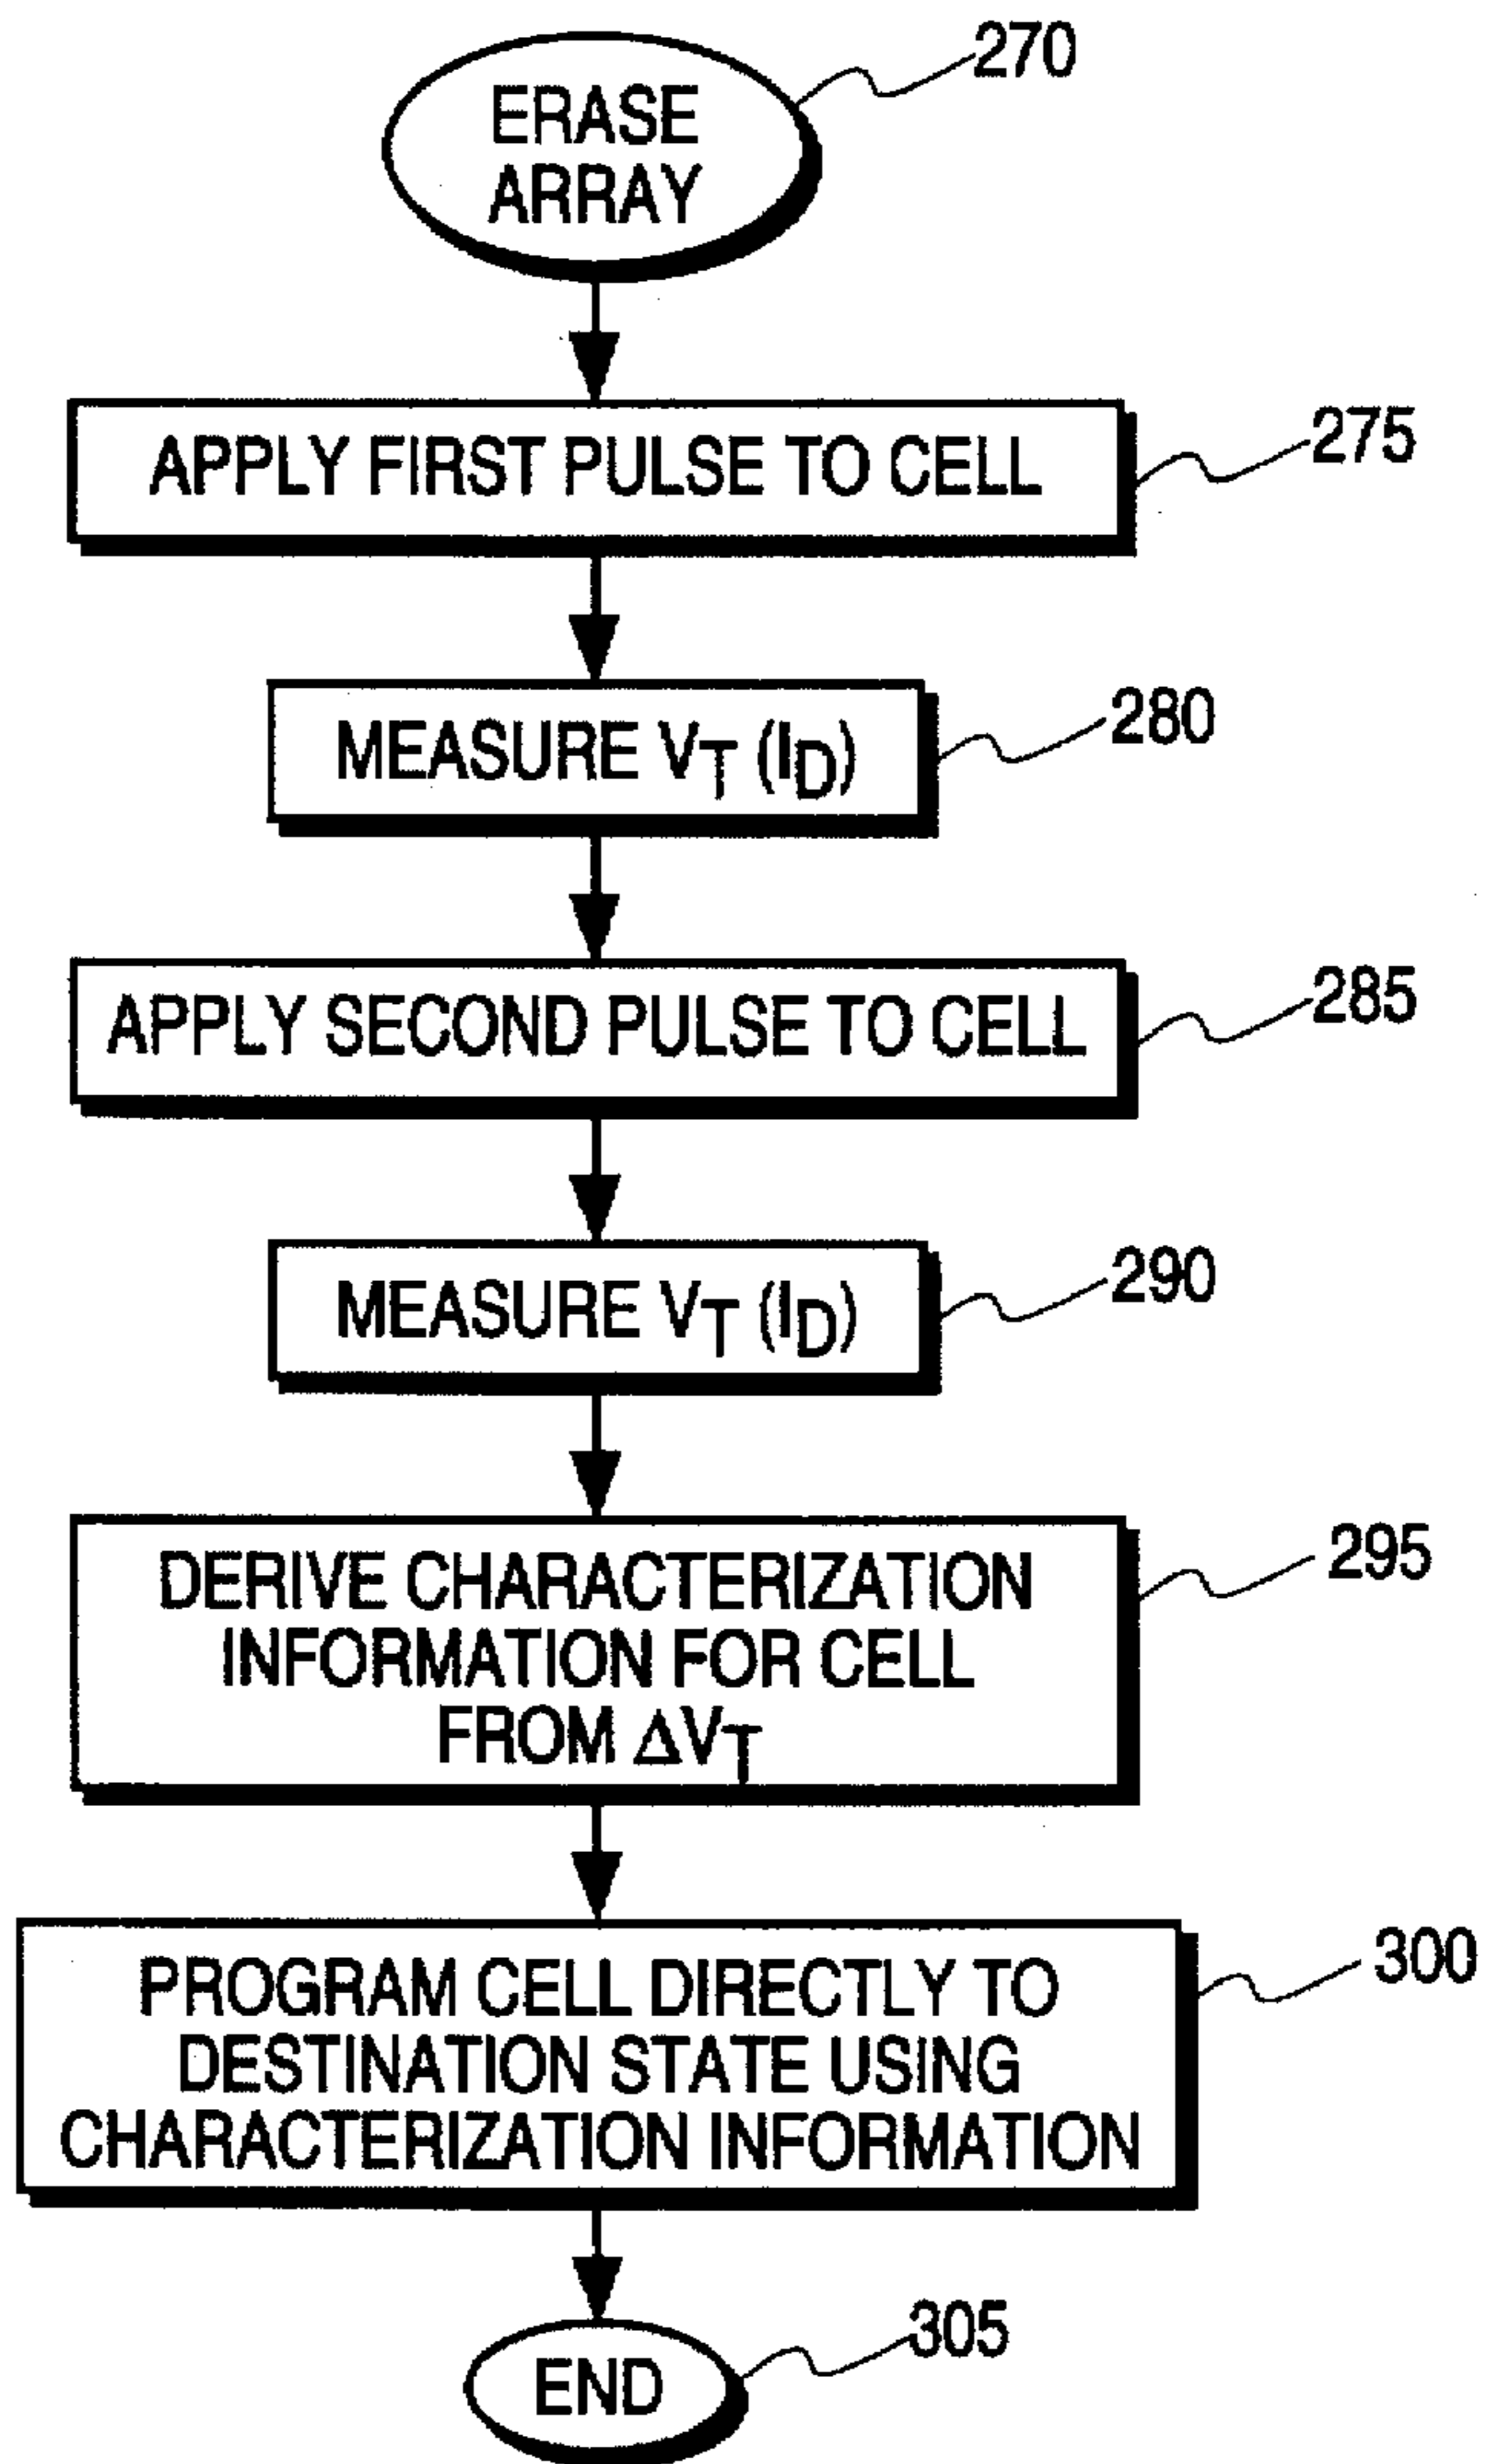 270
ERASE
ARRAY
APPLY FIRST PULSE TO CELL
275
MEASURE VT (ID)
280
APPLY SECOND PULSE TO CELL
285
MEASURE VT (ID)
290
DERIVE CHARACTERIZATION
INFORMATION FOR CELL
FROM ΔVT
295
PROGRAM CELL DIRECTLY TO
DESTINATION STATE USING
CHARACTERIZATION INFORMATION
300
END
305